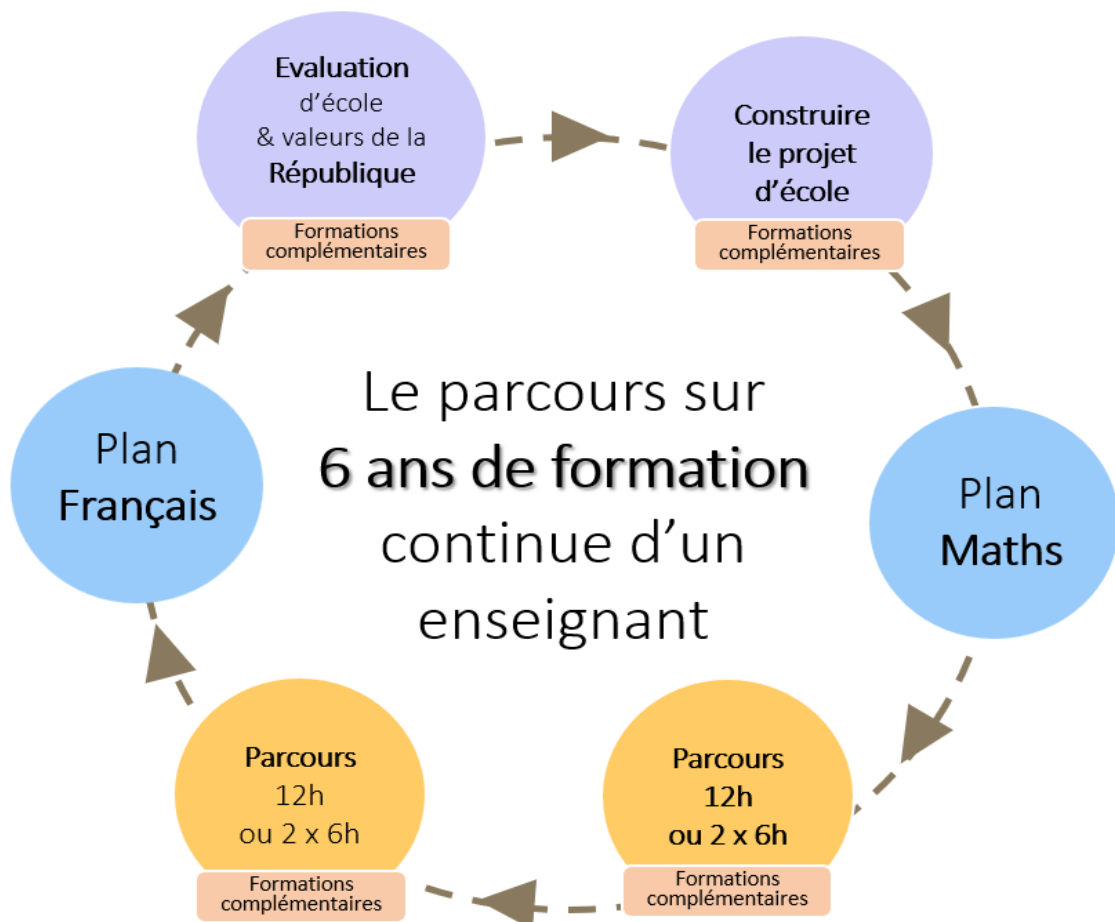 Evaluation
d'école
& valeurs de la
République
Formations
complémentaires
Construire
le projet
d'école
Formations
complémentaires
Le parcours sur
6 ans de formation
continue d'un
enseignant
Plan
Français
Plan
Maths
Parcours
12h
ou 2 x 6h
Formations
complémentaires
Parcours
12h
ou 2 x 6h
Formations
complémentaires